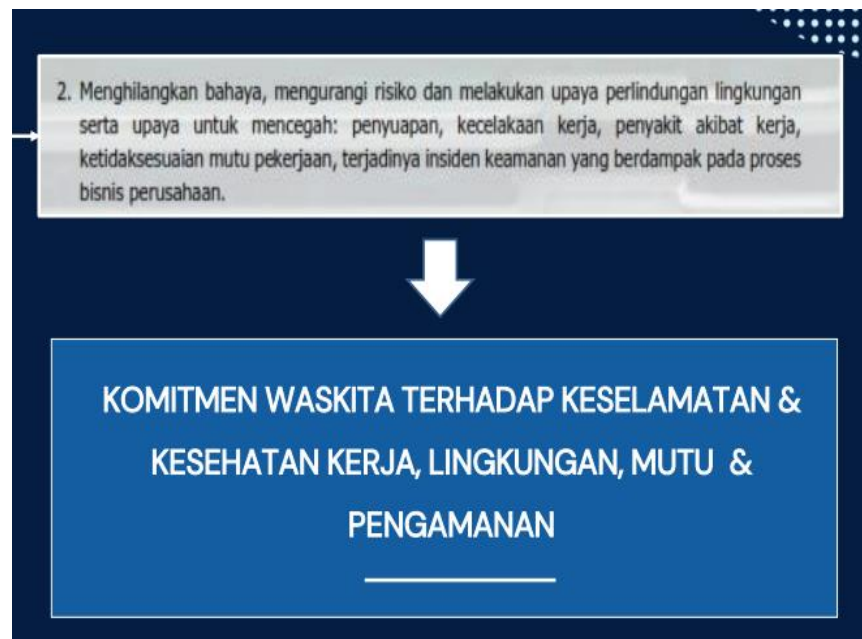 2. Menghilangkan bahaya, mengurangi risiko dan melakukan upaya perlindungan lingkungan
serta upaya untuk mencegah: penyuapan, kecelakaan kerja, penyakit akibat kerja,
ketidaksesuaian mutu pekerjaan, terjadinya insiden keamanan yang berdampak pada proses
bisnis perusahaan.
KOMITMEN WASKITA TERHADAP KESELAMATAN &
KESEHATAN KERJA, LINGKUNGAN, MUTU &
PENGAMANAN